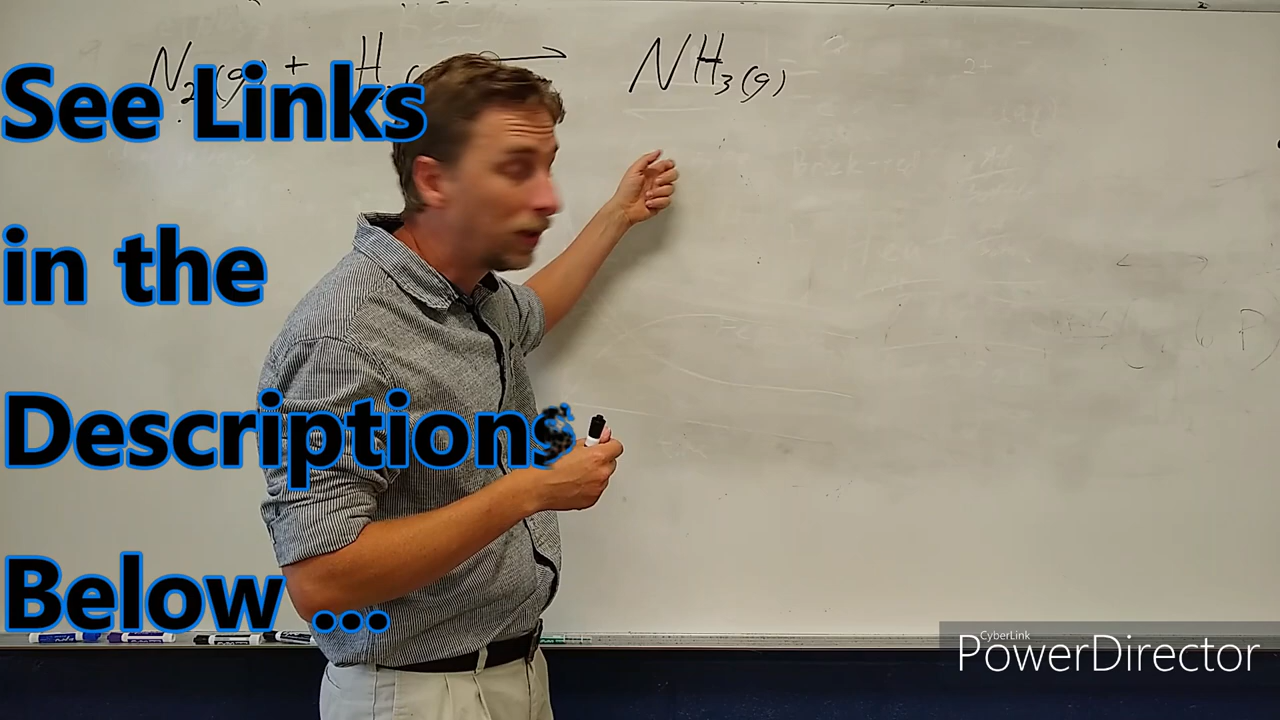 N₂(g) + H → NH₃(g)
See Links
in the
Descriptions
Below ...
CyberLink
PowerDirector